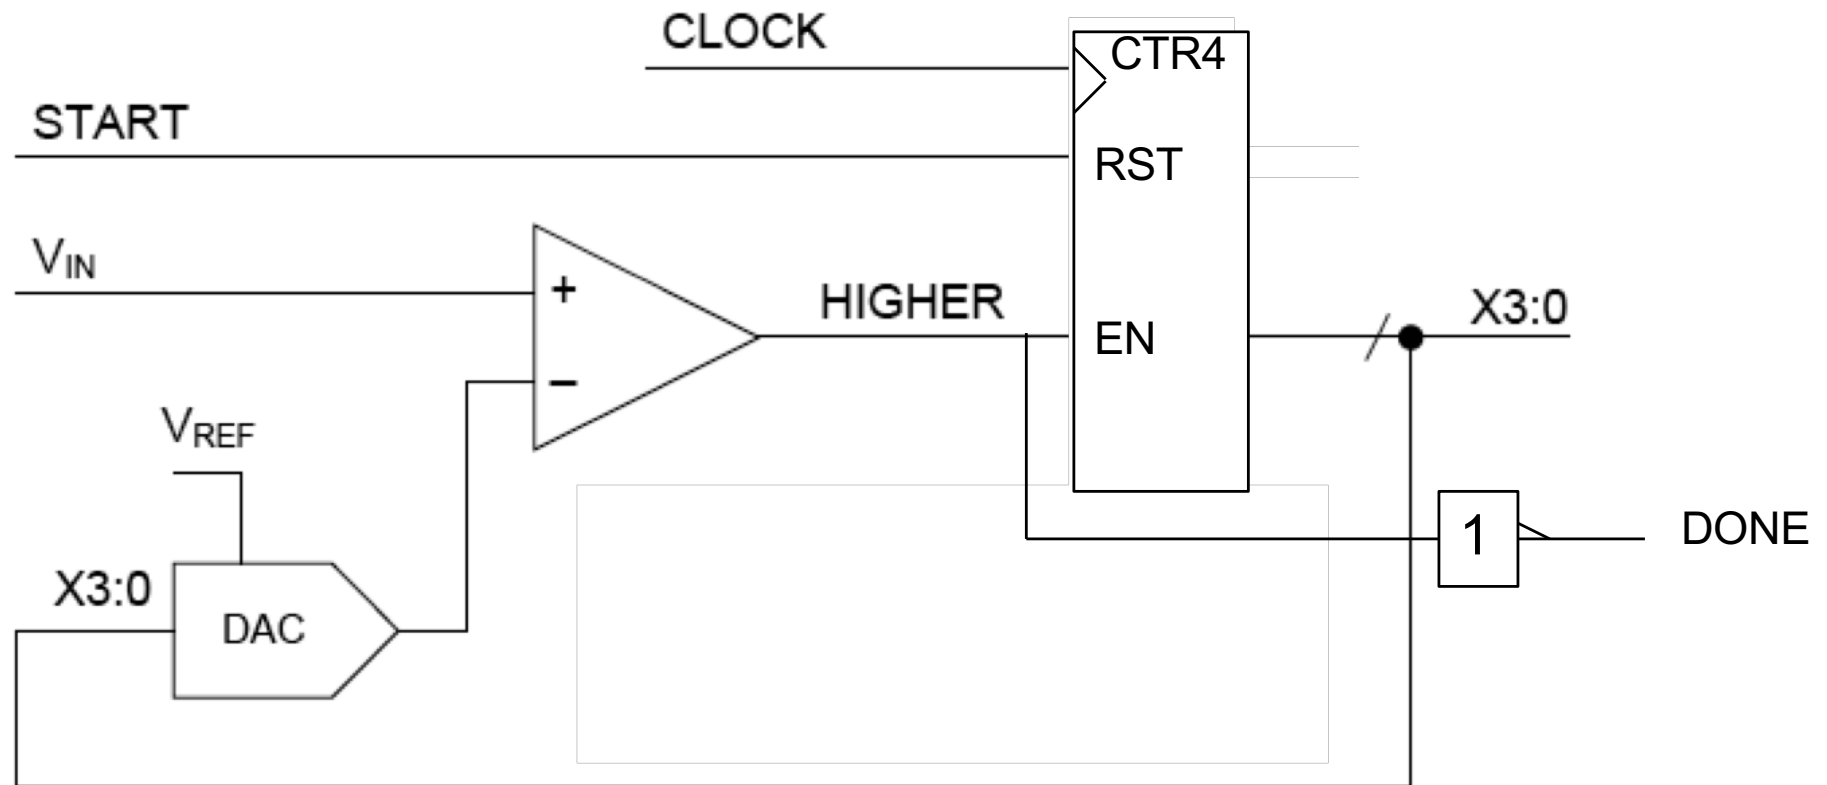 CLOCK
CTR4
START
RST
VIN
+
HIGHER
EN
X3:0
−
VREF
1
DONE
X3:0
DAC